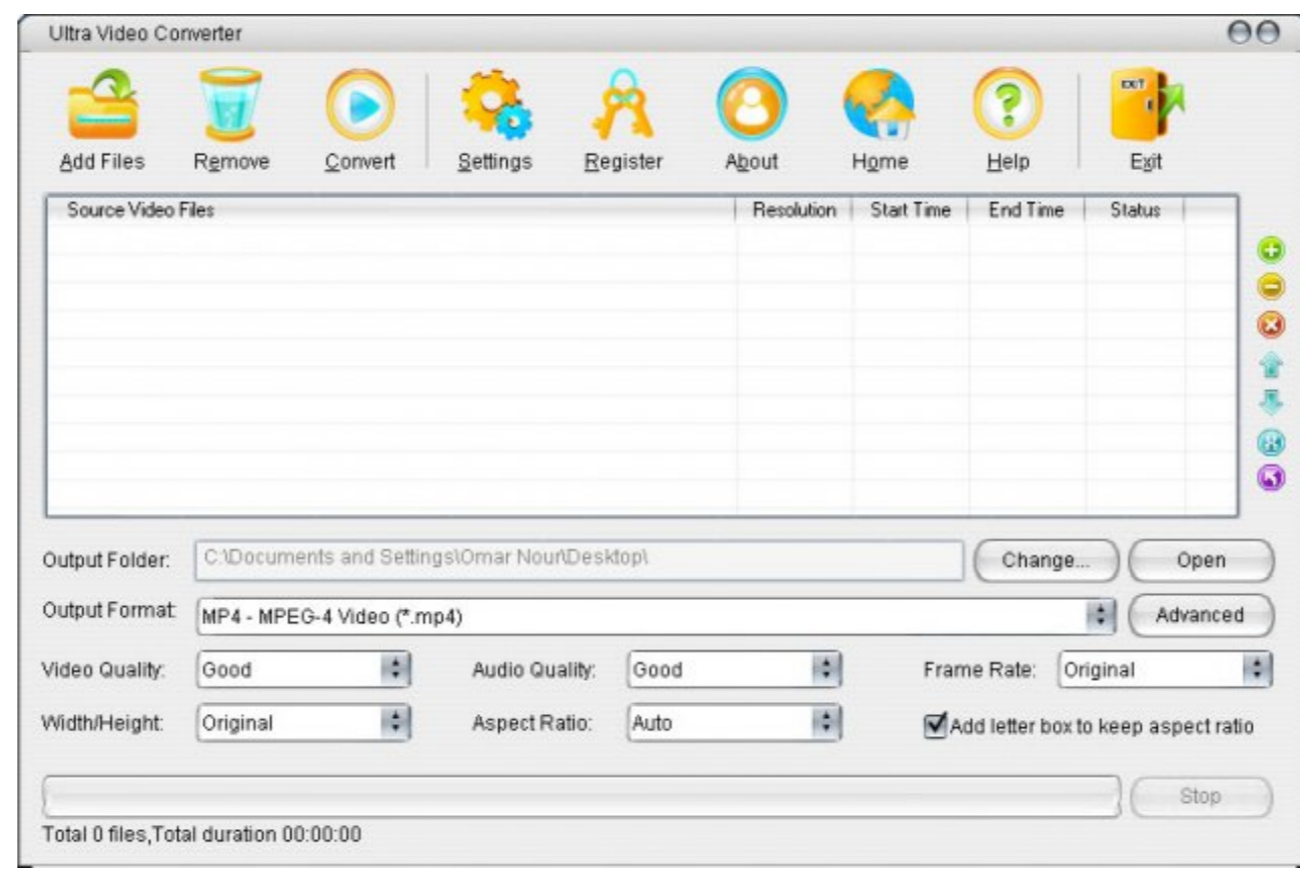 Ultra Video Converter
Add Files Remove Convert Settings Register About Home Help EXIT Exit
Source Video Files Resolution Start Time End Time Status
Output Folder: C:\Documents and Settings\Omar Nour\Desktop\ Change... Open
Output Format: MP4 - MPEG-4 Video (*.mp4) Advanced
Video Quality: Good Audio Quality: Good Frame Rate: Original
Width/Height: Original Aspect Ratio: Auto Add letter box to keep aspect ratio
Stop
Total 0 files,Total duration 00:00:00